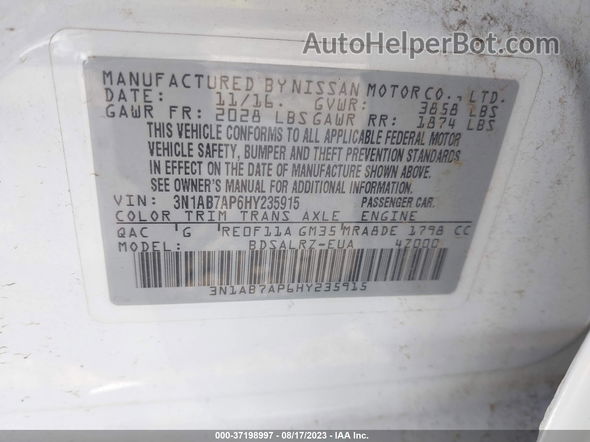 AutoHelperBot.com
MANUFACTURED BY NISSAN MOTOR CO., LTD.
DATE: 11/16. GVWR: 3858 LBS
GAWR FR: 2028 LBS GAWR RR: 1874 LBS
THIS VEHICLE CONFORMS TO ALL APPLICABLE FEDERAL MOTOR
VEHICLE SAFETY, BUMPER AND THEFT PREVENTION STANDARDS
IN EFFECT ON THE DATE OF MANUFACTURE SHOWN ABOVE.
SEE OWNER'S MANUAL FOR ADDITIONAL INFORMATION.
VIN: 3N1AB7AP6HY235915 PASSENGER CAR.
COLOR TRIM TRANS AXLE ENGINE
QAC G RE0F11A GM35 MRA8DE 1798 CC
BDSALRZ-EUA 4Z000
3N1AB7AP6HY235915
000-37198997 - 08/17/2023 - IAA Inc.